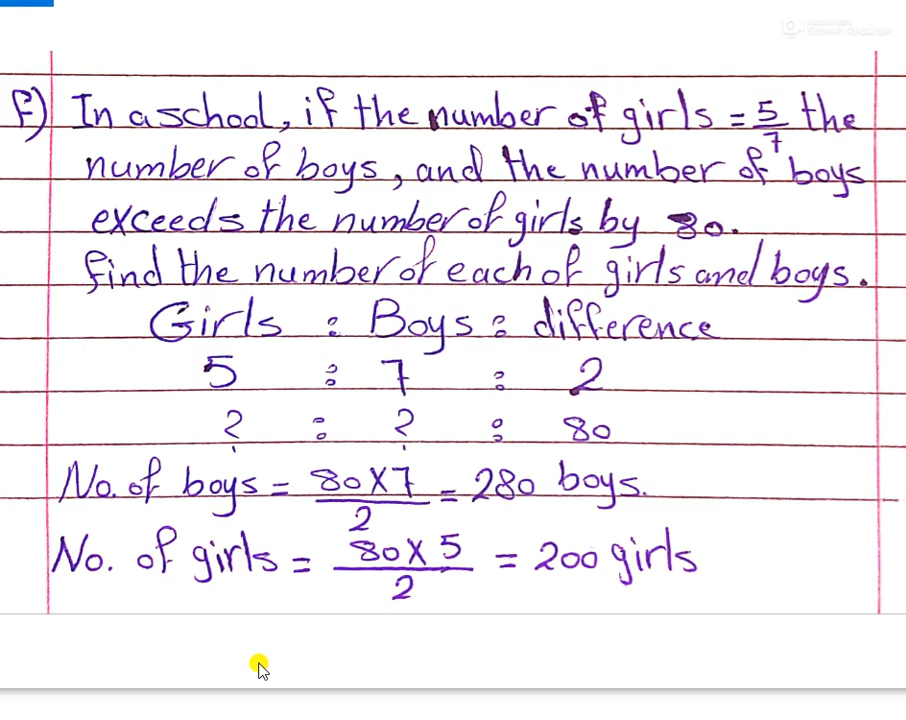 Screen Recorder
F) In a school, if the number of girls = 5/7 the
number of boys, and the number of boys
exceeds the number of girls by 80.
find the number of each of girls and boys.
Girls : Boys : difference
5 : 7 : 2
? : ? : 80
No. of boys = 80 X 7 / 2 = 280 boys.
No. of girls = 80 X 5 / 2 = 200 girls